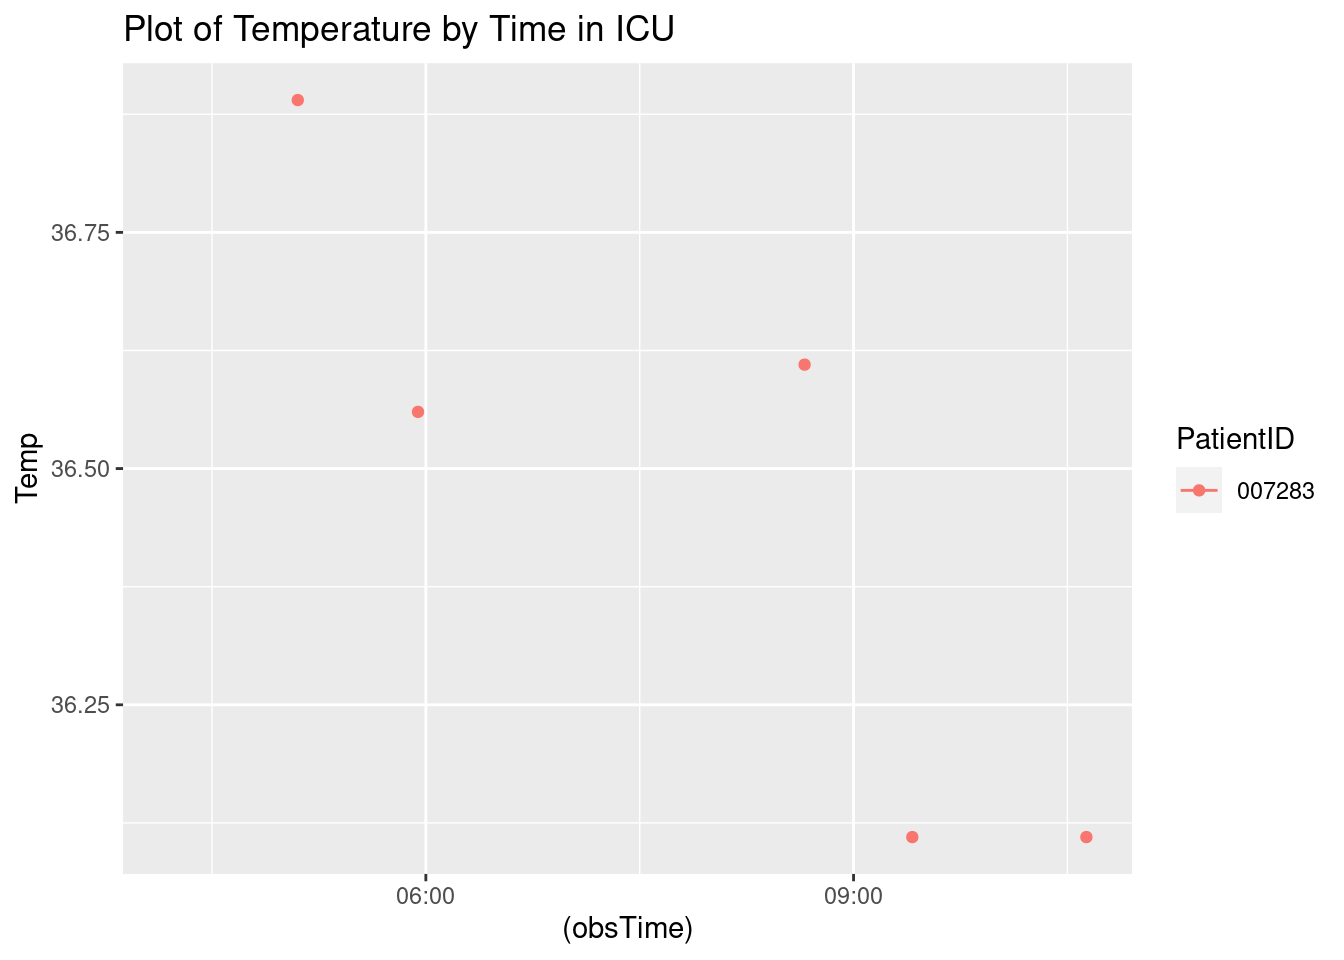 Plot of Temperature by Time in ICU
36.75
36.50
36.25
Temp
06:00
09:00
(obsTime)
PatientID
007283